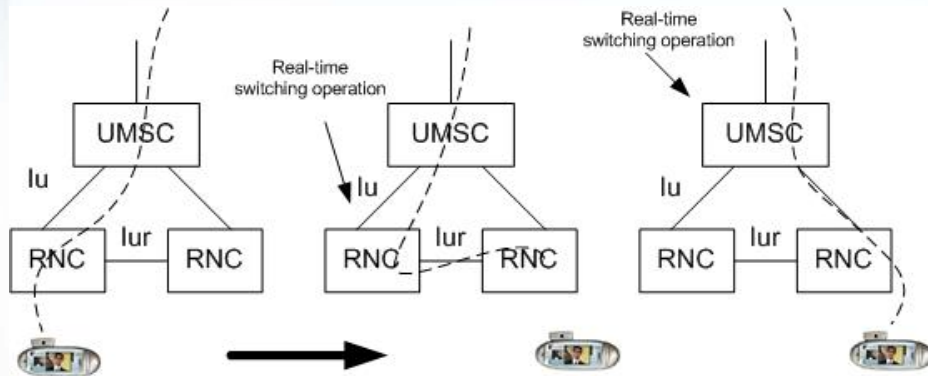 UMSC
Iu
RNC
Iur
RNC
Real-time
switching operation
UMSC
Iu
RNC
Iur
RNC
Real-time
switching operation
UMSC
Iu
RNC
Iur
RNC